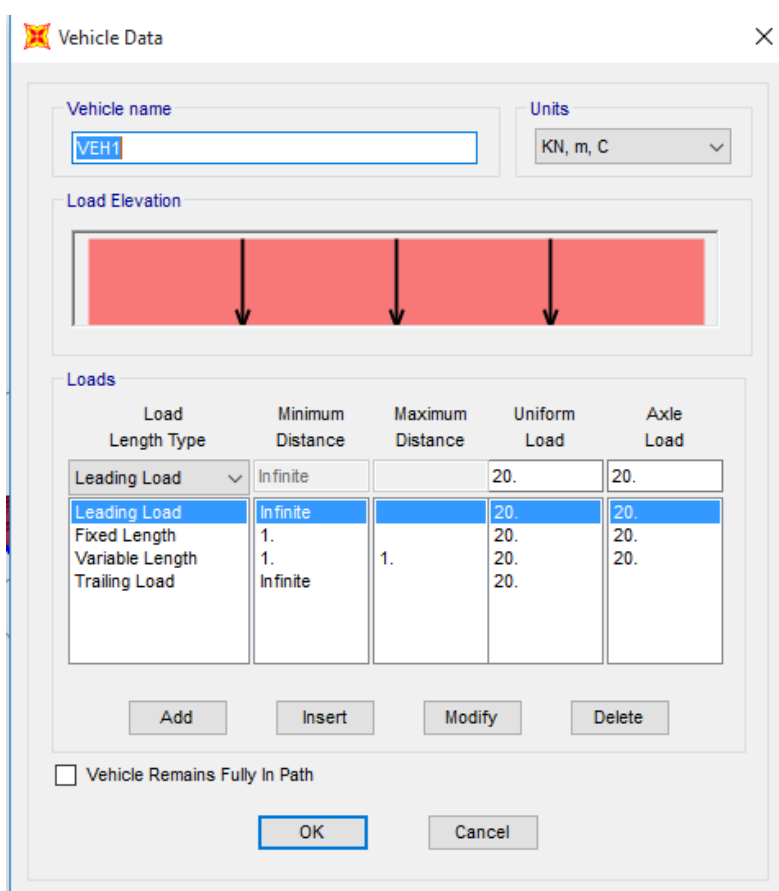 Vehicle Data
Vehicle name
Units
VEH1
KN, m, C
Load Elevation
Loads
Load Length Type
Minimum Distance
Maximum Distance
Uniform Load
Axle Load
Leading Load Infinite 20. 20.
Leading Load Infinite 20. 20.
Fixed Length 1. 20. 20.
Variable Length 1. 1. 20. 20.
Trailing Load Infinite 20.
Add Insert Modify Delete
Vehicle Remains Fully In Path
OK Cancel